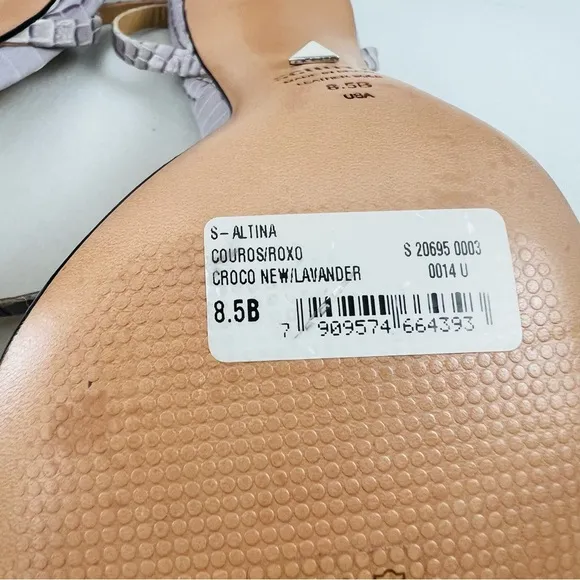 8.5B
USA
S-ALTINA
COUROS/ROXO
CROCO NEW/LAVANDER
S 20695 0003
0014 U
8.5B
7 909574 664393